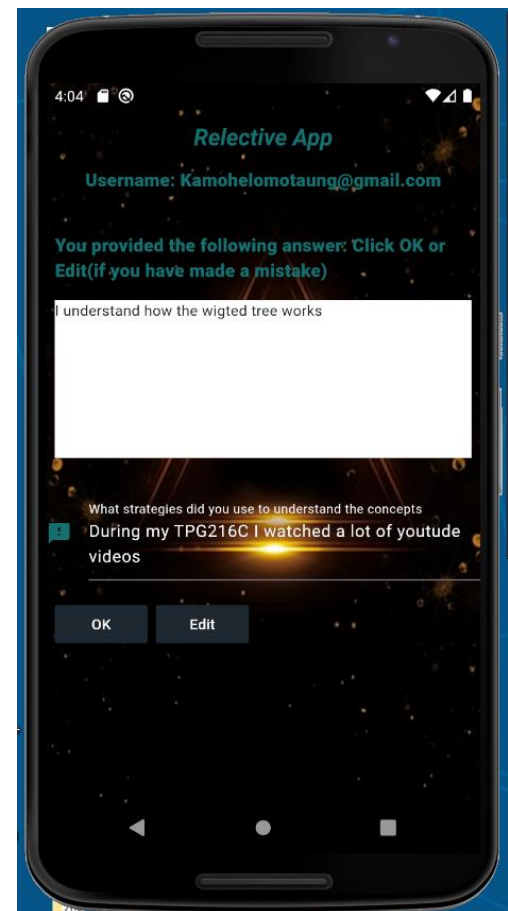 4:04
Relective App
Username: Kamohelomotaung@gmail.com
You provided the following answer: Click OK or
Edit(if you have made a mistake)
I understand how the wigted tree works
What strategies did you use to understand the concepts
During my TPG216C I watched a lot of youtude
videos
OK
Edit